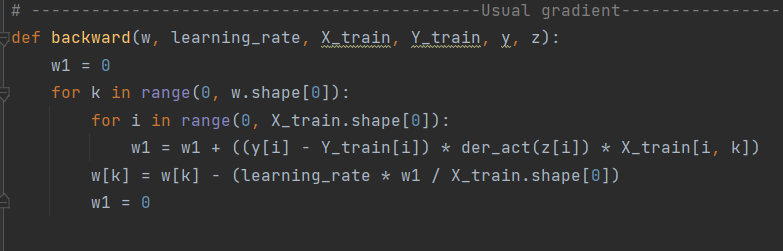 # --------------------------------------------Usual gradient----------------
def backward(w, learning_rate, X_train, Y_train, y, z):
    w1 = 0
    for k in range(0, w.shape[0]):
        for i in range(0, X_train.shape[0]):
            w1 = w1 + ((y[i] - Y_train[i]) * der_act(z[i]) * X_train[i, k])
        w[k] = w[k] - (learning_rate * w1 / X_train.shape[0])
        w1 = 0